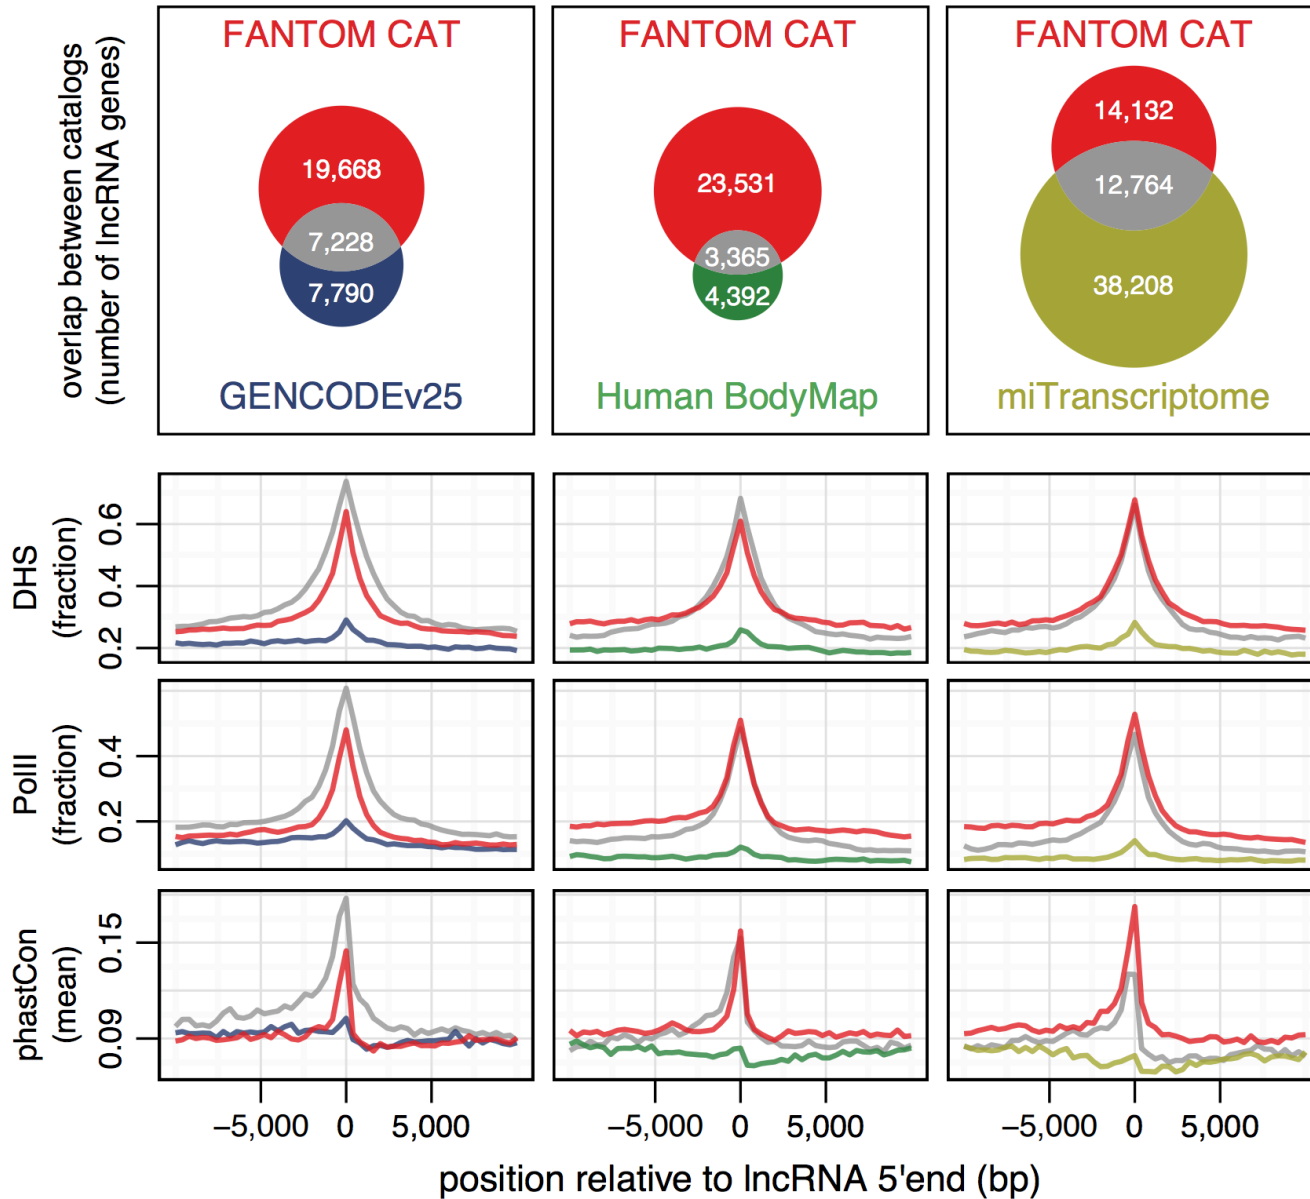 overlap between catalogs
(number of lncRNA genes)
FANTOM CAT
19,668
7,228
7,790
GENCODEv25
FANTOM CAT
23,531
3,365
4,392
Human BodyMap
FANTOM CAT
14,132
12,764
38,208
miTranscriptome
DHS
(fraction)
0.6
0.4
0.2
PolII
(fraction)
0.4
0.2
phastCon
(mean)
0.15
0.09
−5,000 0 5,000
−5,000 0 5,000
−5,000 0 5,000
position relative to lncRNA 5'end (bp)